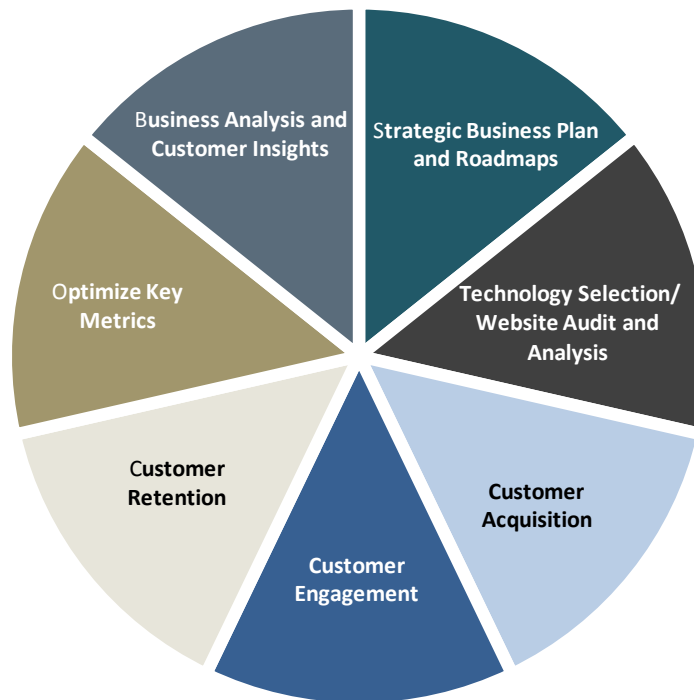 Business Analysis and
Customer Insights
Strategic Business Plan
and Roadmaps
Optimize Key
Metrics
Technology Selection/
Website Audit and
Analysis
Customer
Retention
Customer
Acquisition
Customer
Engagement